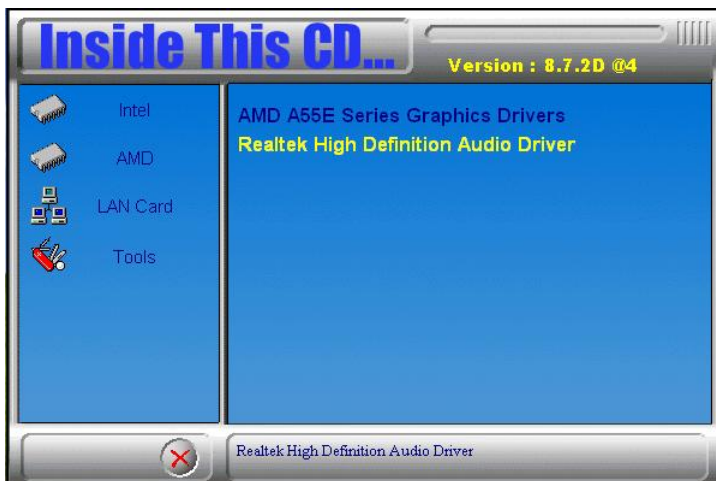 Inside This CD...
Version : 8.7.2D @4
Intel
AMD
LAN Card
Tools
AMD A55E Series Graphics Drivers
Realtek High Definition Audio Driver
Realtek High Definition Audio Driver